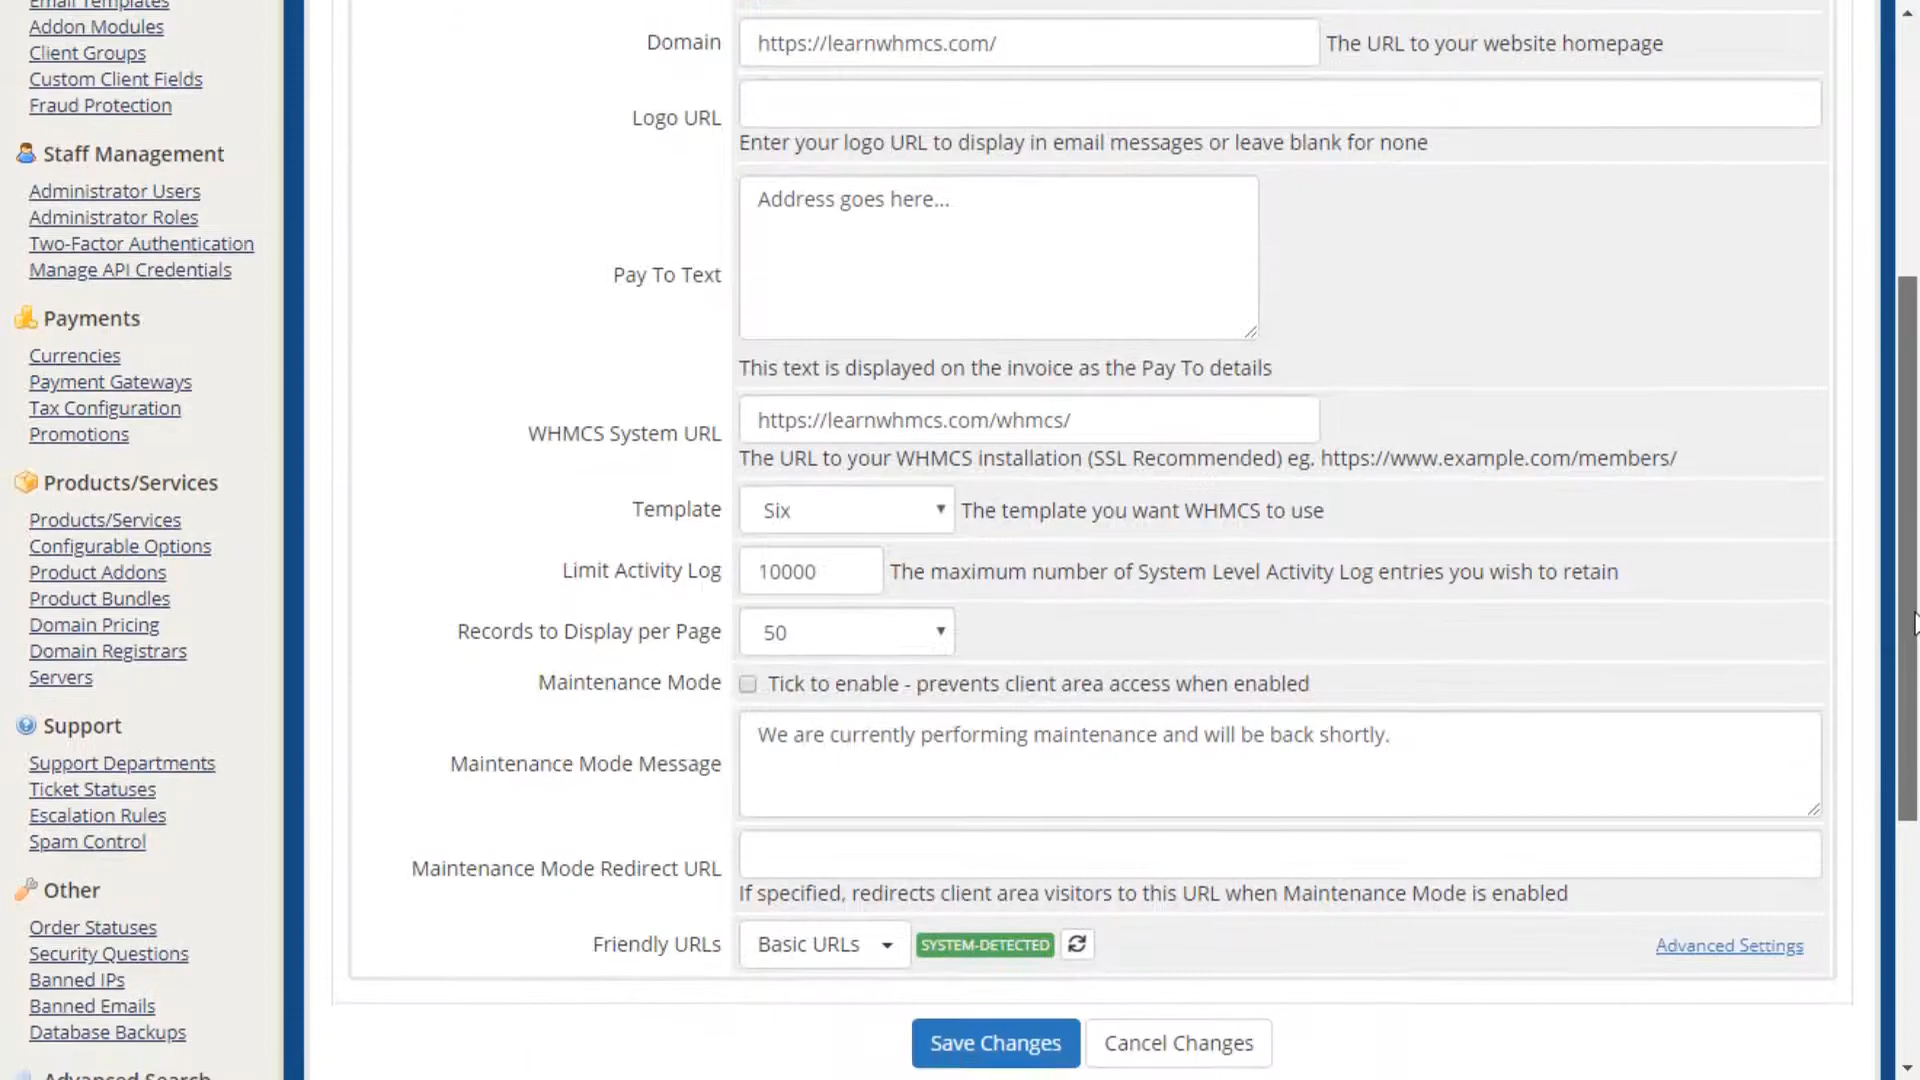 Email Templates
Addon Modules
Client Groups
Custom Client Fields
Fraud Protection
Staff Management
Administrator Users
Administrator Roles
Two-Factor Authentication
Manage API Credentials
Payments
Currencies
Payment Gateways
Tax Configuration
Promotions
Products/Services
Products/Services
Configurable Options
Product Addons
Product Bundles
Domain Pricing
Domain Registrars
Servers
Support
Support Departments
Ticket Statuses
Escalation Rules
Spam Control
Other
Order Statuses
Security Questions
Banned IPs
Banned Emails
Database Backups
Advanced Search
Domain https://learnwhmcs.com/ The URL to your website homepage
Logo URL
Enter your logo URL to display in email messages or leave blank for none
Address goes here...
Pay To Text
This text is displayed on the invoice as the Pay To details
https://learnwhmcs.com/whmcs/
WHMCS System URL
The URL to your WHMCS installation (SSL Recommended) eg. https://www.example.com/members/
Template Six The template you want WHMCS to use
Limit Activity Log 10000 The maximum number of System Level Activity Log entries you wish to retain
Records to Display per Page 50
Maintenance Mode Tick to enable - prevents client area access when enabled
We are currently performing maintenance and will be back shortly.
Maintenance Mode Message
Maintenance Mode Redirect URL
If specified, redirects client area visitors to this URL when Maintenance Mode is enabled
Friendly URLs Basic URLs SYSTEM-DETECTED Advanced Settings
Save Changes Cancel Changes